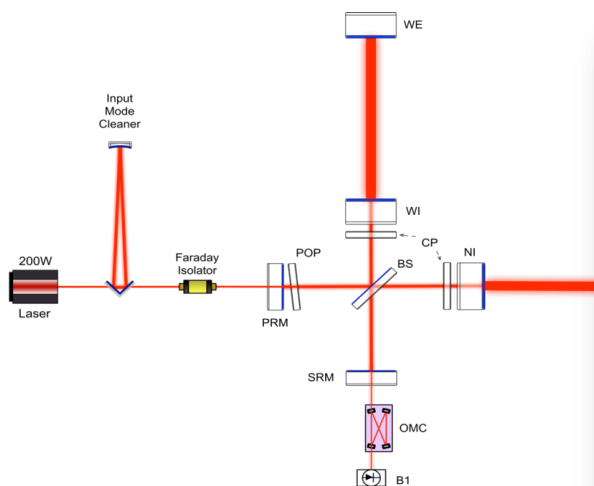 WE
Input
Mode
Cleaner
WI
CP
200W
Faraday
Isolator
POP
BS
NI
Laser
PRM
SRM
OMC
B1